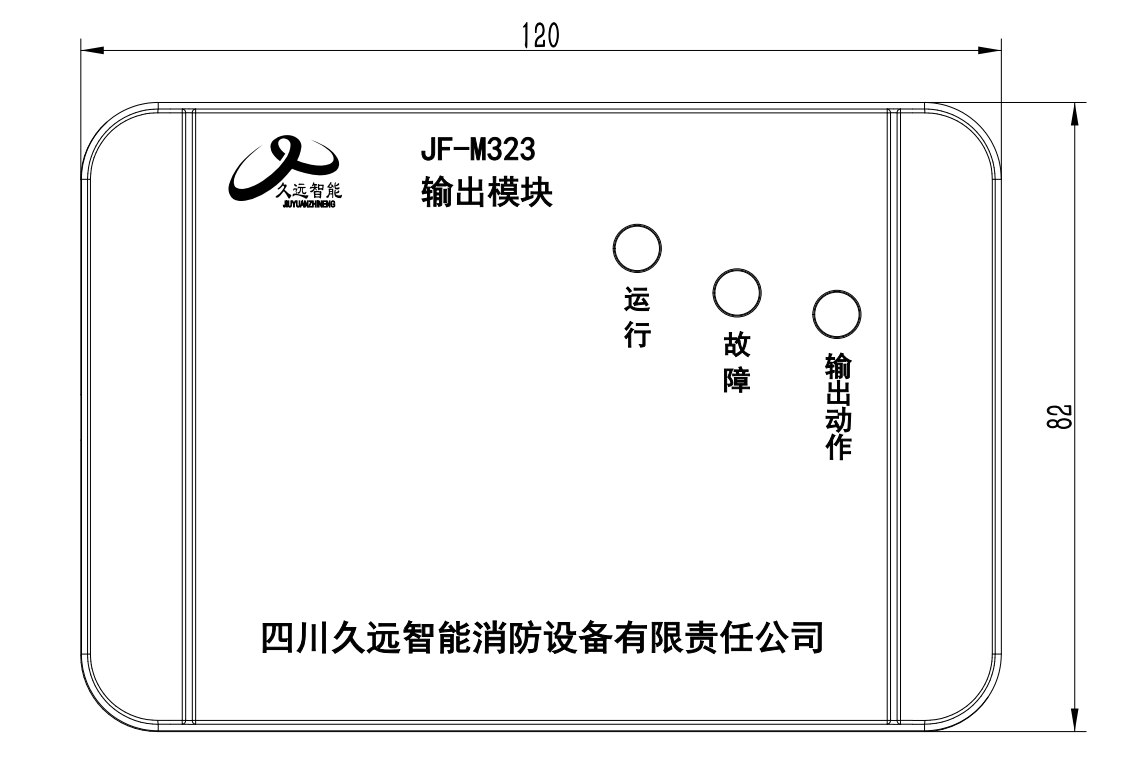 120
JF-M323
输出模块
久远智能
JIUYUANZHINENG
运行
故障
输出动作
82
四川久远智能消防设备有限责任公司